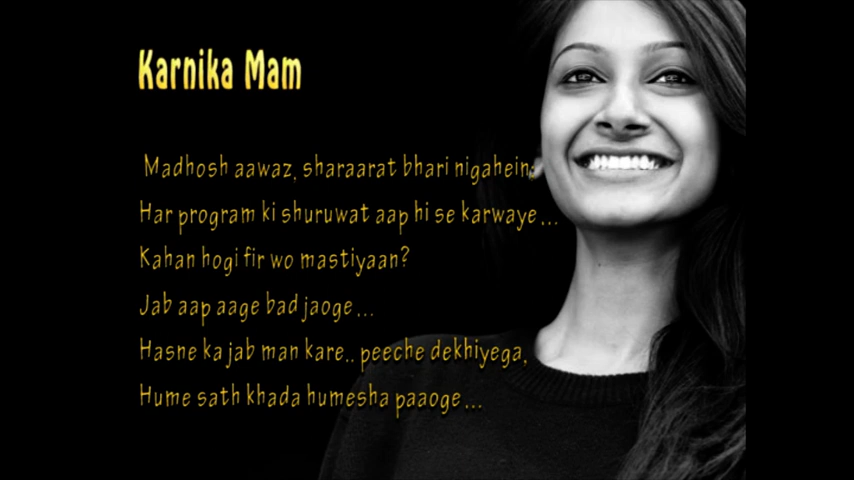 Karnika Mam
Madhosh aawaz, sharaarat bhari nigahein,
Har program ki shuruwat aap hi se karwaye...
Kahan hogi fir wo mastiyaan?
Jab aap aage bad jaoge...
Hasne ka jab man kare.. peeche dekhiyega,
Hume sath khada humesha paaoge...